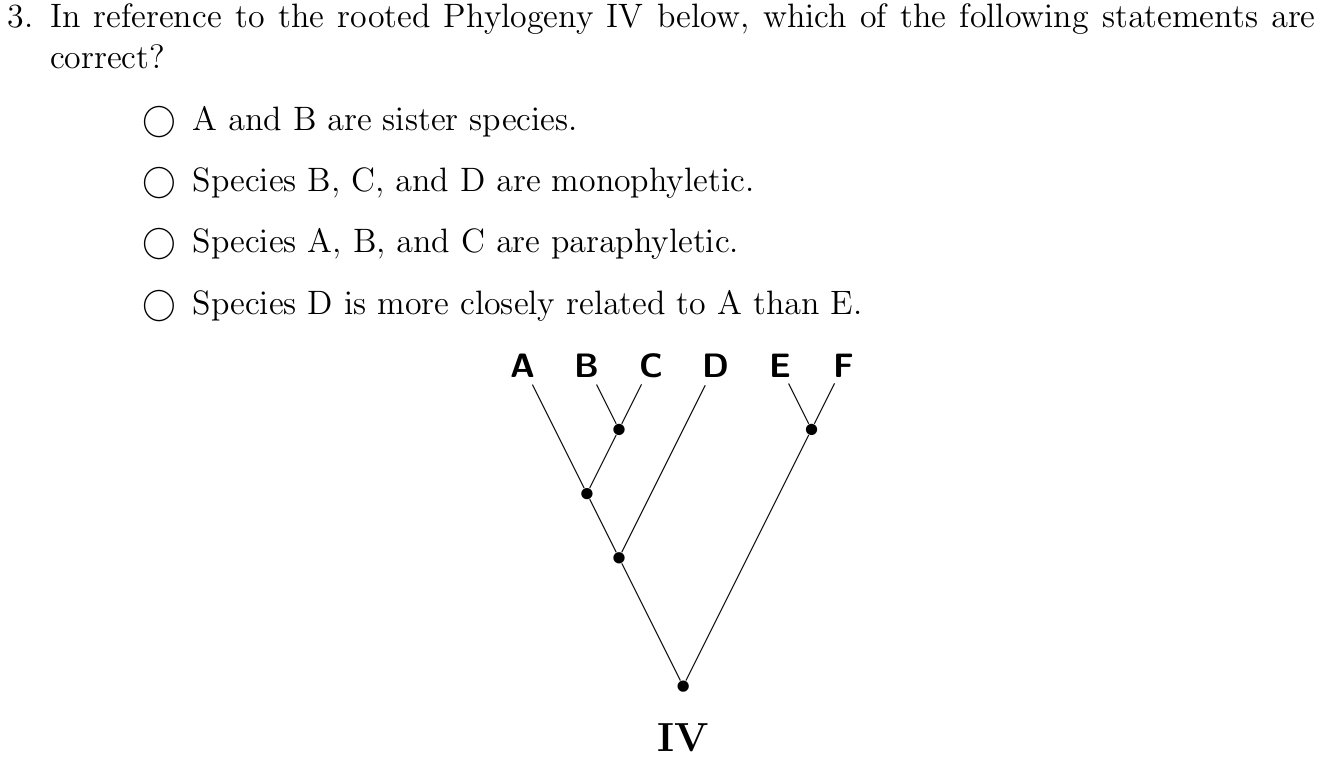 3. In reference to the rooted Phylogeny IV below, which of the following statements are
correct?
A and B are sister species.
Species B, C, and D are monophyletic.
Species A, B, and C are paraphyletic.
Species D is more closely related to A than E.
A B C D E F
IV